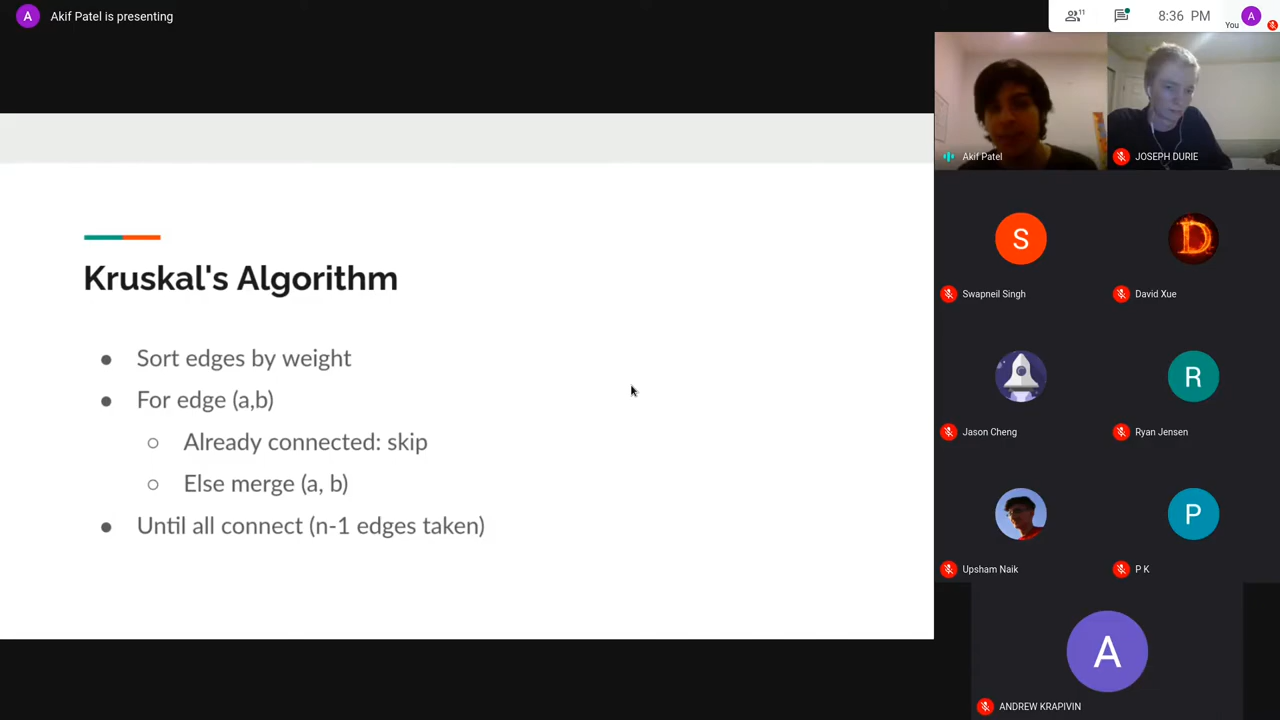 A Akif Patel is presenting
11
8:36 PM
You
A
Kruskal's Algorithm
● Sort edges by weight
● For edge (a,b)
○ Already connected: skip
○ Else merge (a, b)
● Until all connect (n-1 edges taken)
Akif Patel
JOSEPH DURIE
S
D
Swapneil Singh
David Xue
R
Jason Cheng
Ryan Jensen
P
Upsham Naik
P K
A
ANDREW KRAPIVIN